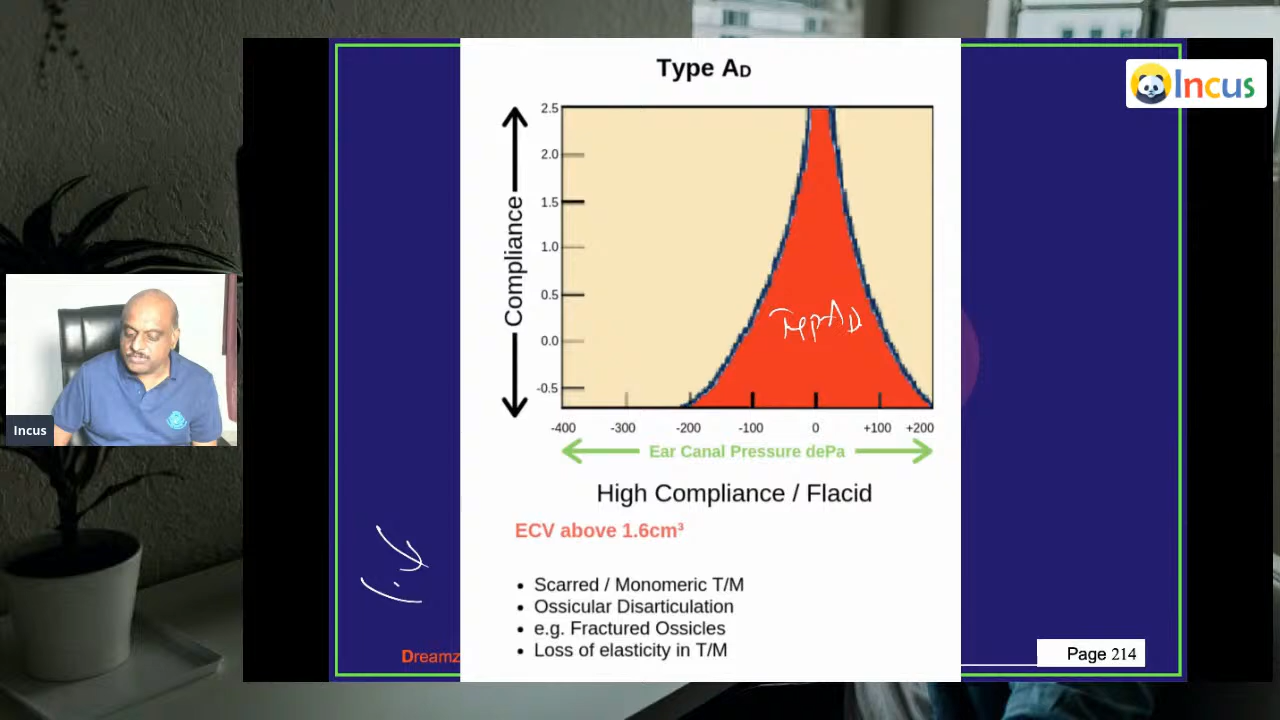 Type AD
Incus
2.5
2.0
1.5
1.0
0.5
0.0
-0.5
Compliance
Typ AD
-400 -300 -200 -100 0 +100 +200
Ear Canal Pressure dePa
High Compliance / Flacid
ECV above 1.6cm³
• Scarred / Monomeric T/M
• Ossicular Disarticulation
• e.g. Fractured Ossicles
• Loss of elasticity in T/M
Dreamz
Page 214
Incus